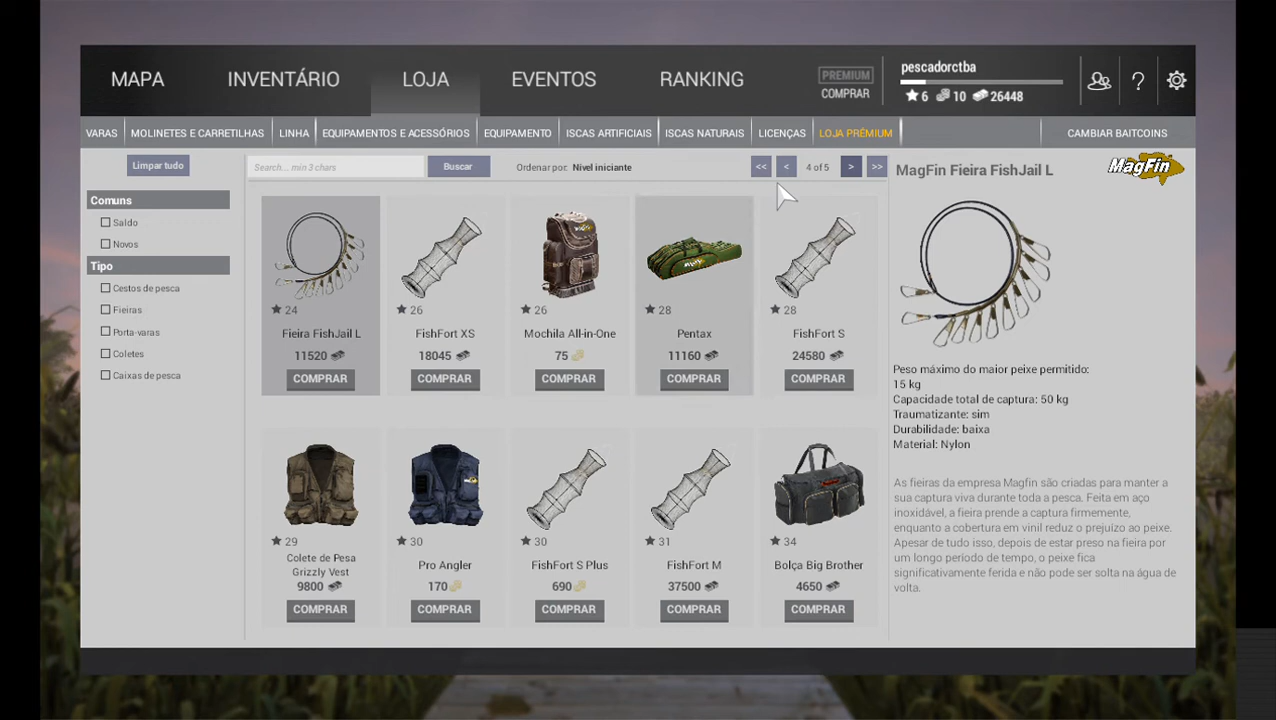 MAPA INVENTÁRIO LOJA EVENTOS RANKING PREMIUM COMPRAR pescadorctba
6 10 26448 ?
VARAS MOLINETES E CARRETILHAS LINHA EQUIPAMENTOS E ACESSÓRIOS EQUIPAMENTO ISCAS ARTIFICIAIS ISCAS NATURAIS LICENÇAS LOJA PRÉMIUM CAMBIAR BAITCOINS
Limpar tudo
Comuns
Saldo
Novos
Tipo
Cestos de pesca
Fieiras
Porta-varas
Coletes
Caixas de pesca
Search... min 3 chars Buscar Ordenar por: Nível iniciante << < 4 of 5 > >>
24 26 26 28 28
Fieira FishJail L FishFort XS Mochila All-in-One Pentax FishFort S
11520 18045 75 11160 24580
COMPRAR COMPRAR COMPRAR COMPRAR COMPRAR
29 30 30 31 34
Colete de Pesa
Grizzly Vest Pro Angler FishFort S Plus FishFort M Bolça Big Brother
9800 170 690 37500 4650
COMPRAR COMPRAR COMPRAR COMPRAR COMPRAR
MagFin Fieira FishJail L MagFin
Peso máximo do maior peixe permitido:
15 kg
Capacidade total de captura: 50 kg
Traumatizante: sim
Durabilidade: baixa
Material: Nylon
As fieiras da empresa Magfin são criadas para manter a
sua captura viva durante toda a pesca. Feita em aço
inoxidável, a fieira prende a captura firmemente,
enquanto a cobertura em vinil reduz o prejuízo ao peixe.
Apesar de tudo isso, depois de estar preso na fieira por
um longo período de tempo, o peixe fica
significativamente ferida e não pode ser solta na água de
volta.